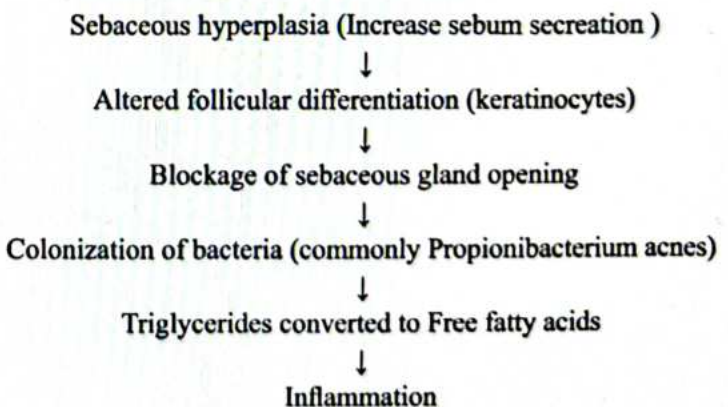 Sebaceous hyperplasia (Increase sebum secreation )
↓
Altered follicular differentiation (keratinocytes)
↓
Blockage of sebaceous gland opening
↓
Colonization of bacteria (commonly Propionibacterium acnes)
↓
Triglycerides converted to Free fatty acids
↓
Inflammation